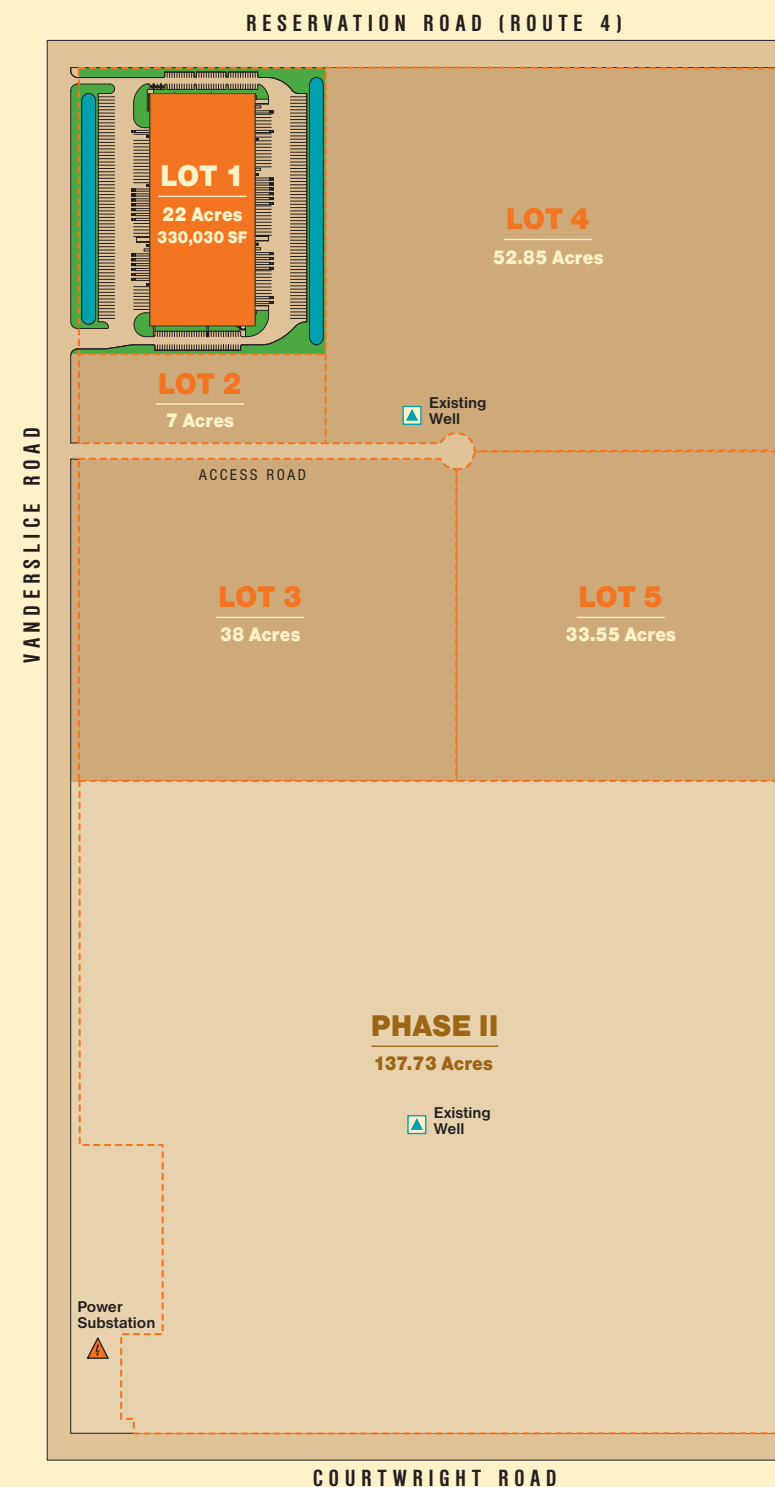 RESERVATION ROAD (ROUTE 4)
LOT 1
22 Acres
330,030 SF
LOT 4
52.85 Acres
LOT 2
7 Acres
Existing
Well
ACCESS ROAD
VANDERSLICE ROAD
LOT 3
38 Acres
LOT 5
33.55 Acres
PHASE II
137.73 Acres
Existing
Well
Power
Substation
COURTWRIGHT ROAD